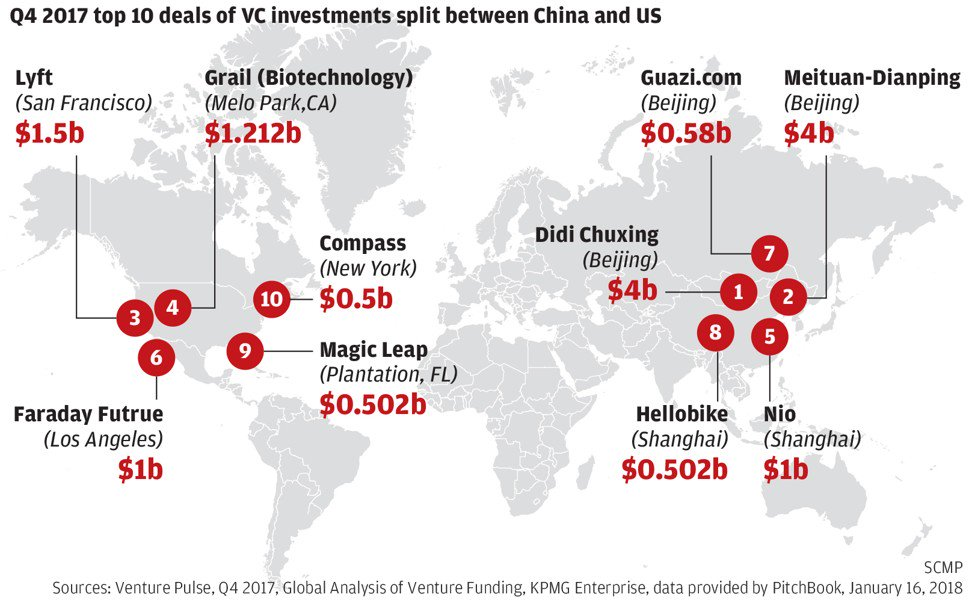 Q4 2017 top 10 deals of VC investments split between China and US
Lyft
(San Francisco)
$1.5b
Grail (Biotechnology)
(Melo Park,CA)
$1.212b
Guazi.com
(Beijing)
$0.58b
Meituan-Dianping
(Beijing)
$4b
Compass
(New York)
$0.5b
Didi Chuxing
(Beijing)
$4b
7
1
2
3
4
10
8
5
6
9
Magic Leap
(Plantation, FL)
$0.502b
Faraday Futrue
(Los Angeles)
$1b
Hellobike
(Shanghai)
$0.502b
Nio
(Shanghai)
$1b
SCMP
Sources: Venture Pulse, Q4 2017, Global Analysis of Venture Funding, KPMG Enterprise, data provided by PitchBook, January 16, 2018